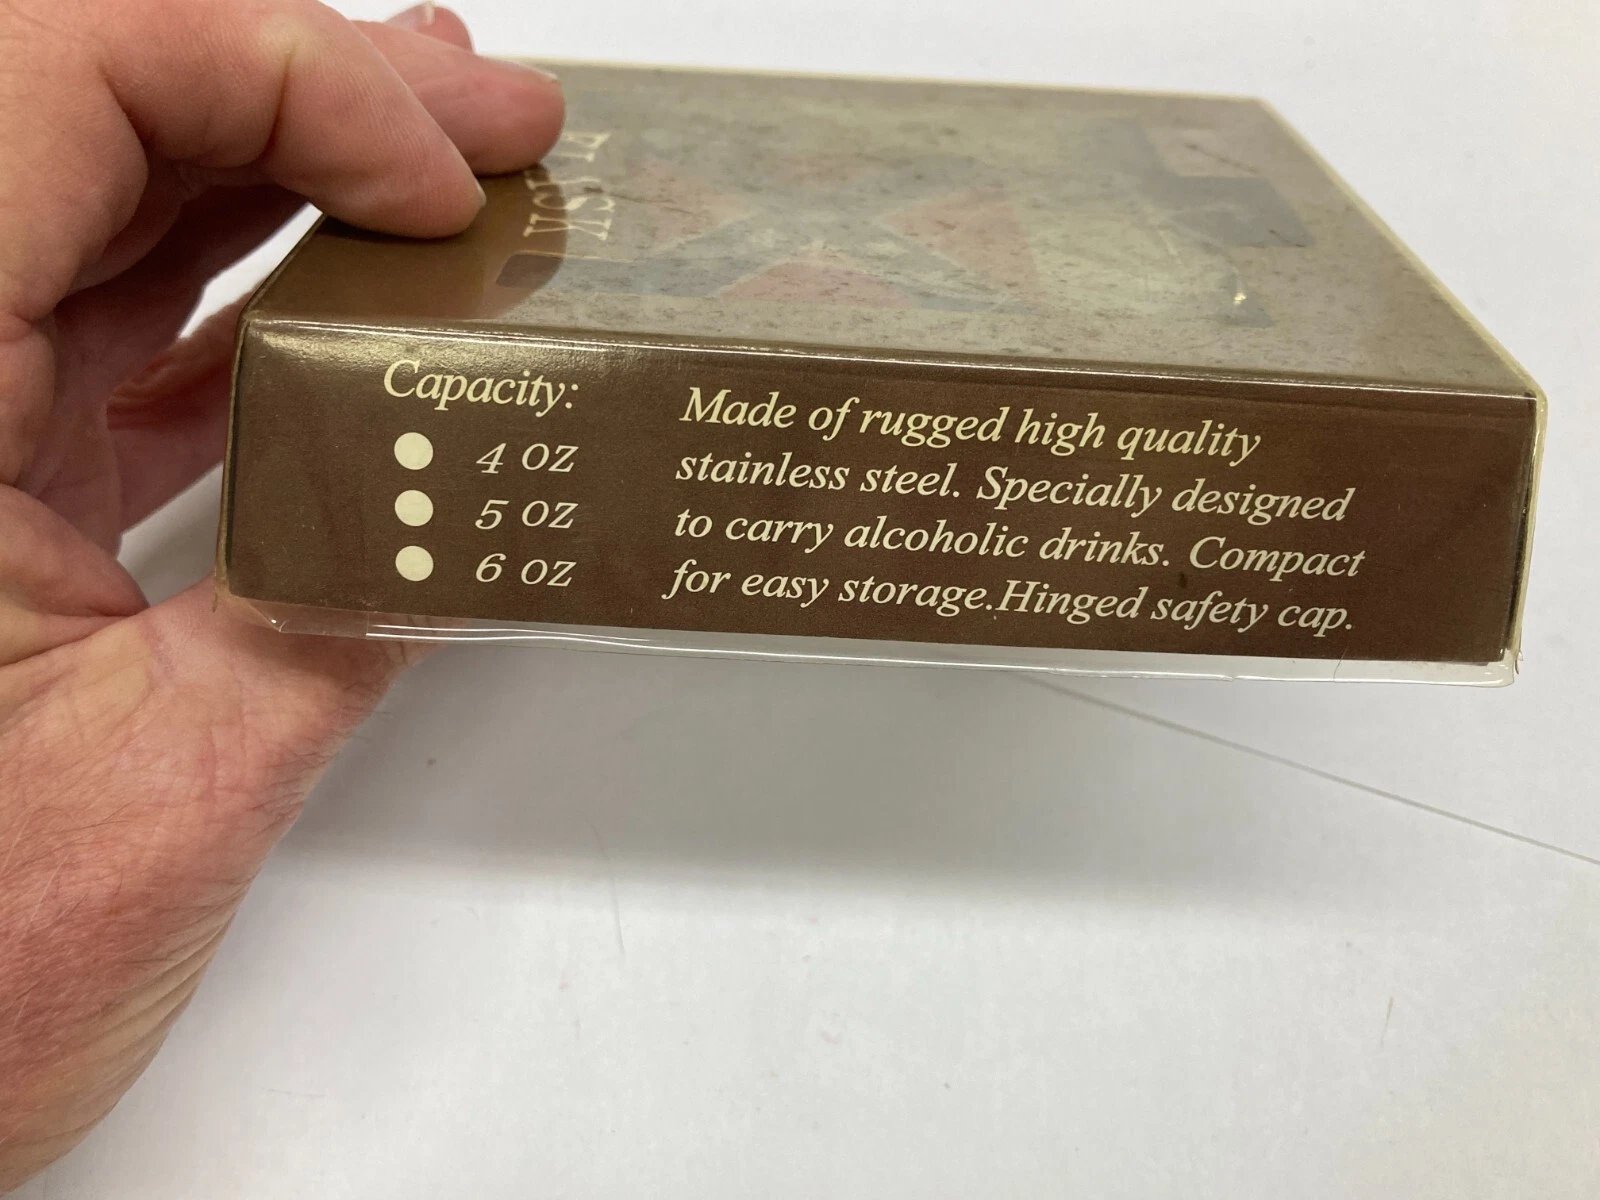 FLASK
Capacity:
4 OZ
5 OZ
6 OZ
Made of rugged high quality
stainless steel. Specially designed
to carry alcoholic drinks. Compact
for easy storage.Hinged safety cap.